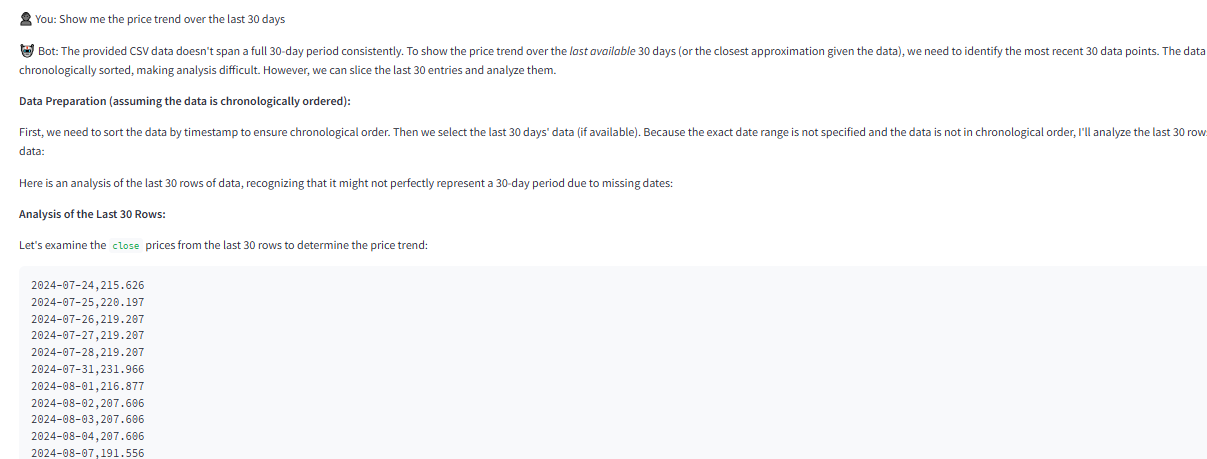 You: Show me the price trend over the last 30 days
Bot: The provided CSV data doesn't span a full 30-day period consistently. To show the price trend over the last available 30 days (or the closest approximation given the data), we need to identify the most recent 30 data points. The data
chronologically sorted, making analysis difficult. However, we can slice the last 30 entries and analyze them.
Data Preparation (assuming the data is chronologically ordered):
First, we need to sort the data by timestamp to ensure chronological order. Then we select the last 30 days' data (if available). Because the exact date range is not specified and the data is not in chronological order, I'll analyze the last 30 row
data:
Here is an analysis of the last 30 rows of data, recognizing that it might not perfectly represent a 30-day period due to missing dates:
Analysis of the Last 30 Rows:
Let's examine the close prices from the last 30 rows to determine the price trend:
2024-07-24,215.626
2024-07-25,220.197
2024-07-26,219.207
2024-07-27,219.207
2024-07-28,219.207
2024-07-31,231.966
2024-08-01,216.877
2024-08-02,207.606
2024-08-03,207.606
2024-08-04,207.606
2024-08-07,191.556